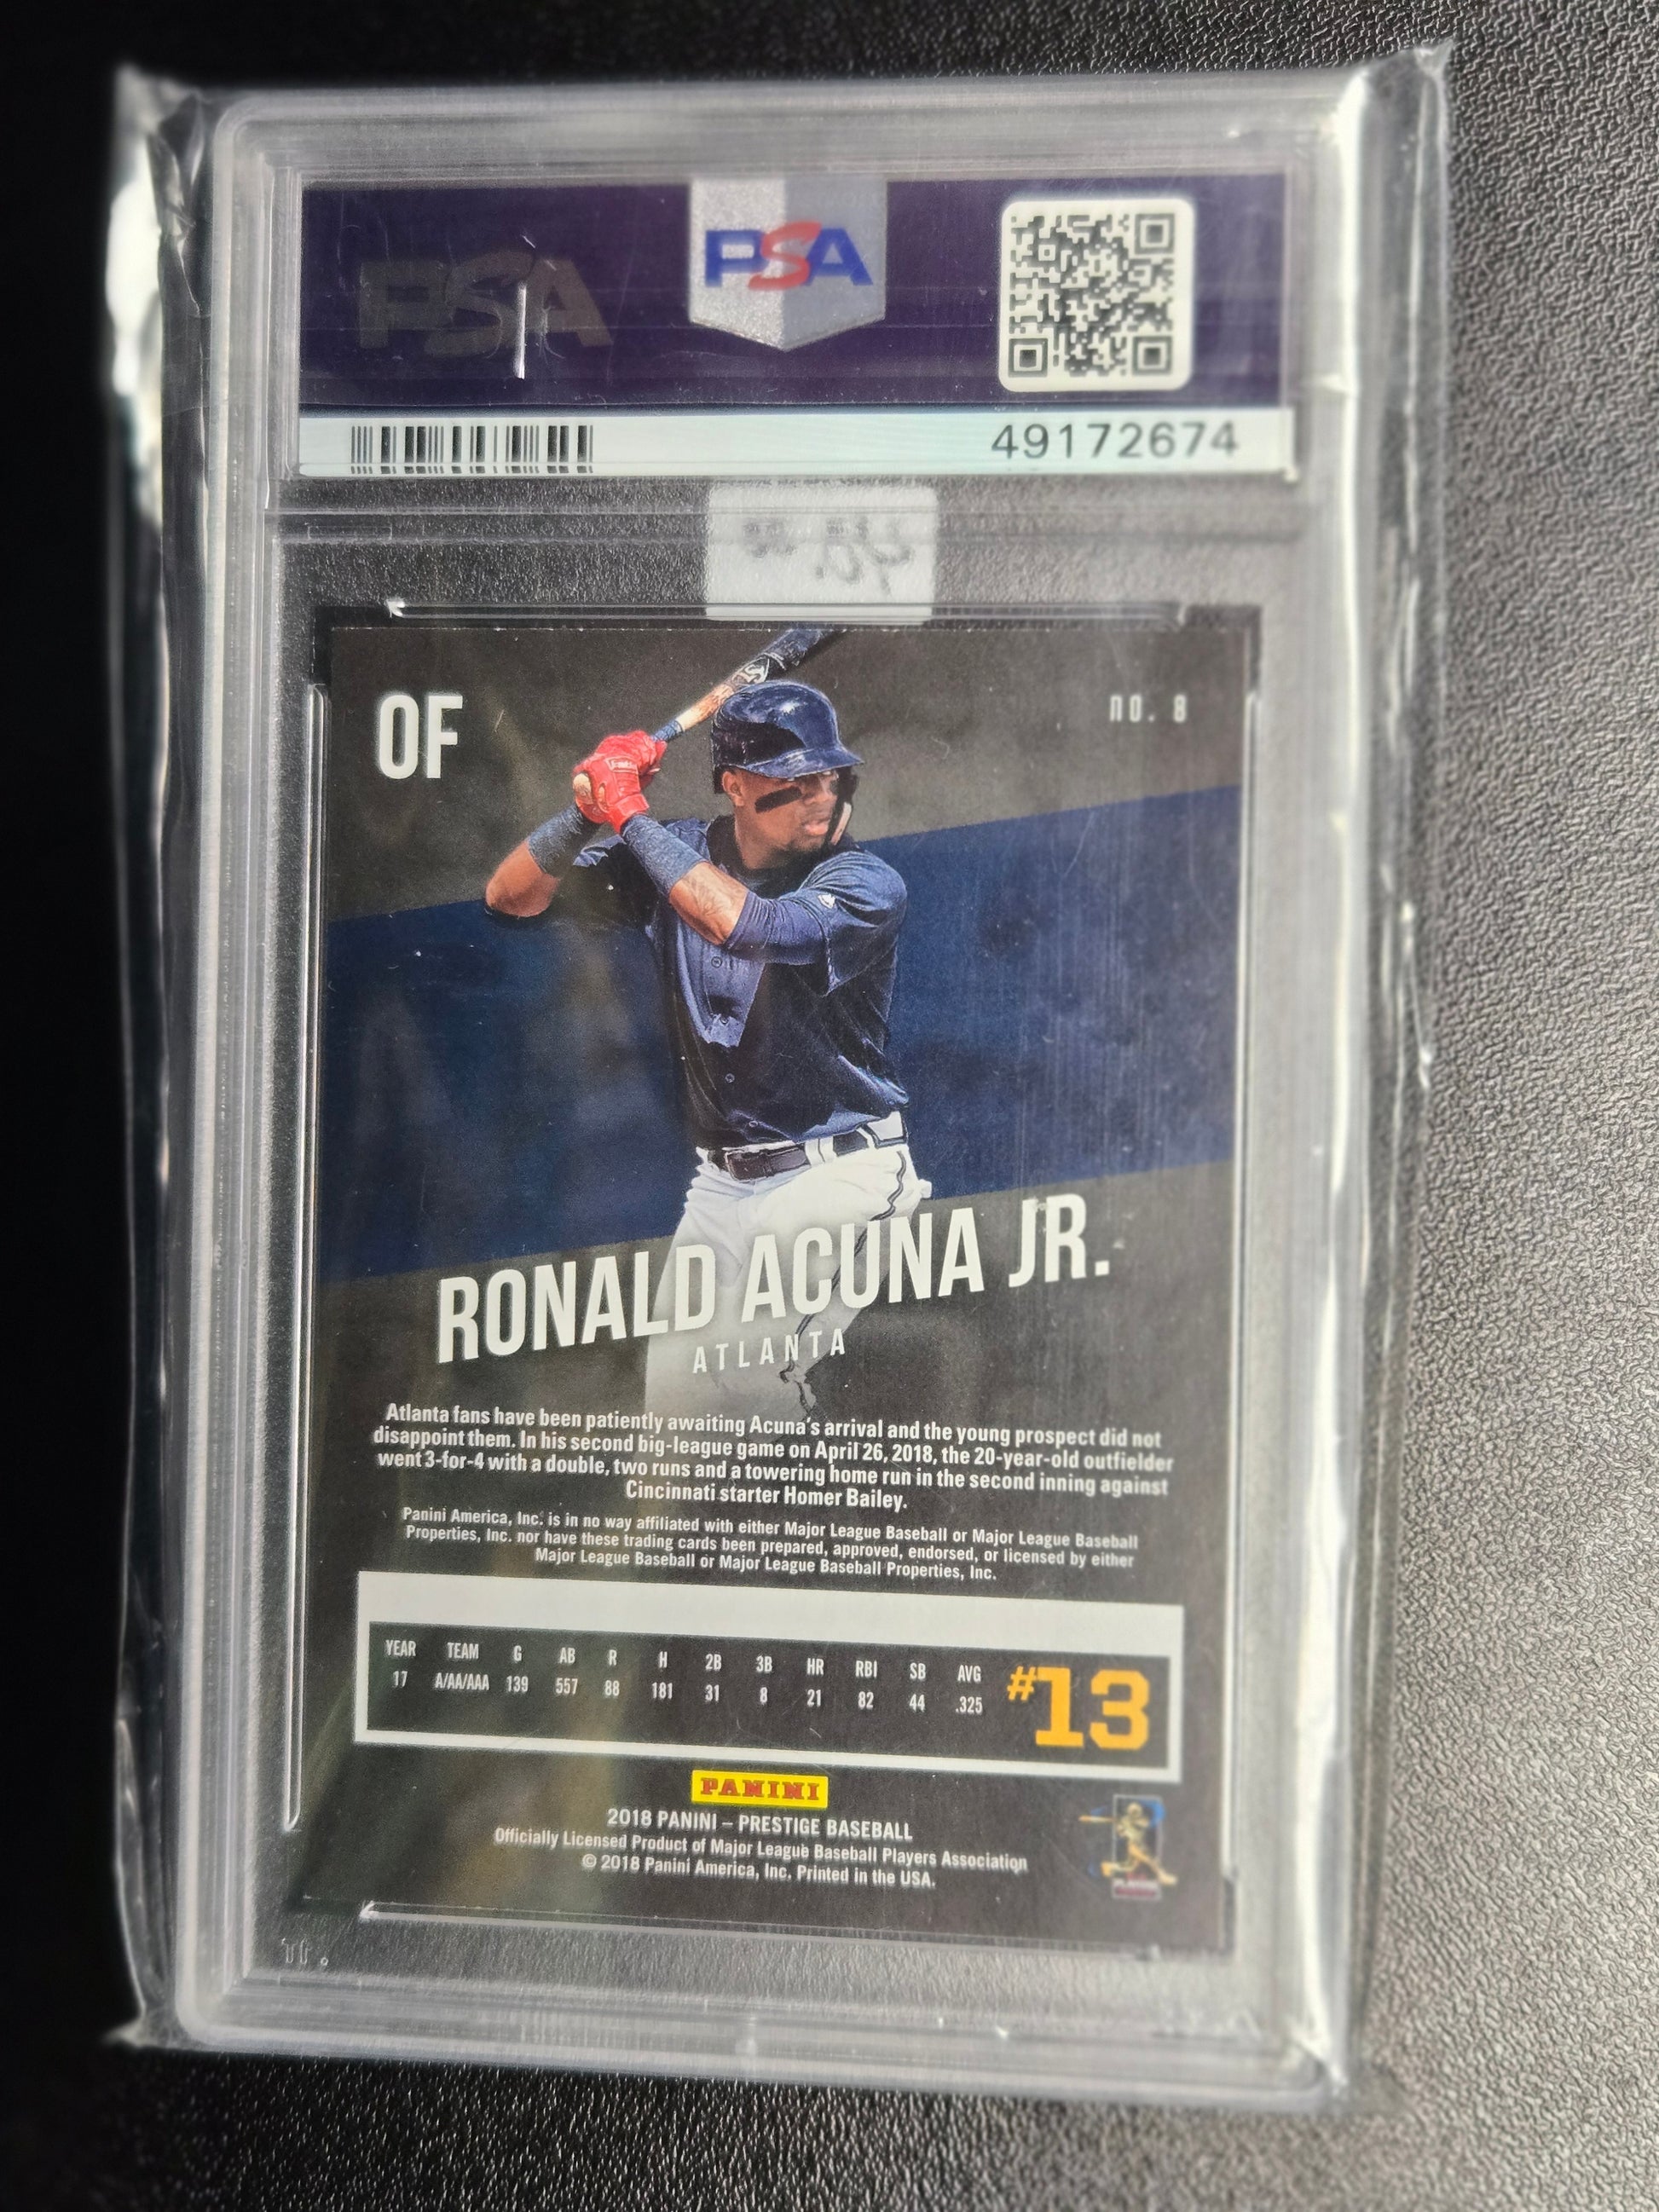 PSA
PSA
49172674
OF
no. 8
RONALD ACUNA JR.
ATLANTA
Atlanta fans have been patiently awaiting Acuna's arrival and the young prospect did not
disappoint them. In his second big-league game on April 26, 2018, the 20-year-old outfielder
went 3-for-4 with a double, two runs and a towering home run in the second inning against
Cincinnati starter Homer Bailey.
Panini America, Inc. is in no way affiliated with either Major League Baseball or Major League Baseball
Properties, Inc. nor have these trading cards been prepared, approved, endorsed, or licensed by either
Major League Baseball or Major League Baseball Properties, Inc.
YEAR TEAM G AB R H 2B 3B HR RBI SB AVG
17 A/AA/AAA 139 557 88 181 31 8 21 82 44 .325
#13
PANINI
2018 PANINI – PRESTIGE BASEBALL
Officially Licensed Product of Major League Baseball Players Association
© 2018 Panini America, Inc. Printed in the USA.